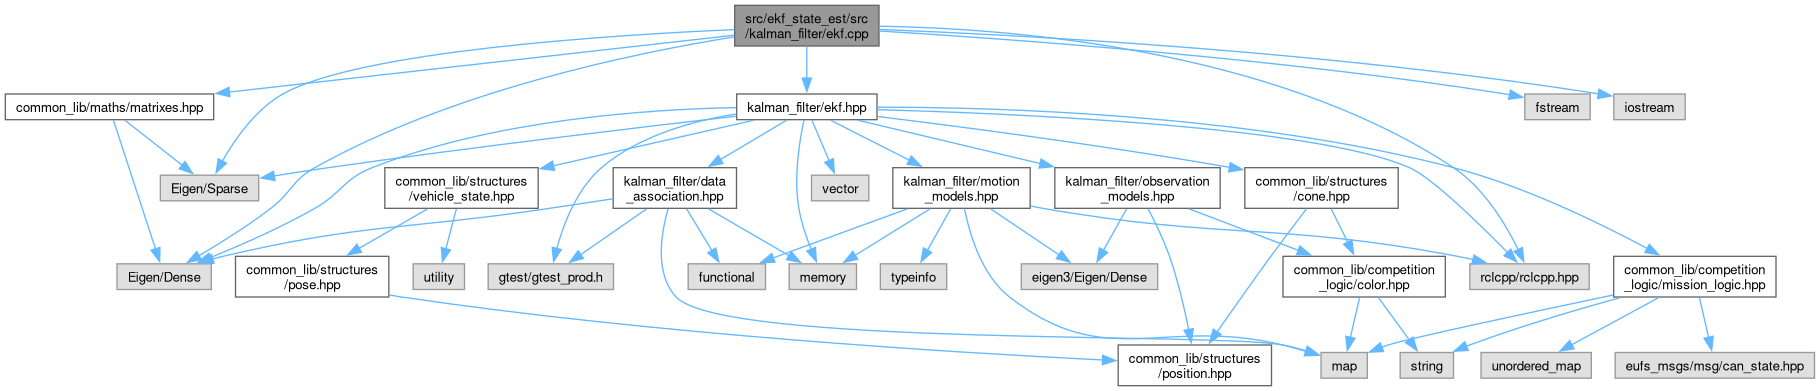 src/ekf_state_est/src
/kalman_filter/ekf.cpp
common_lib/maths/matrixes.hpp
kalman_filter/ekf.hpp
fstream
iostream
Eigen/Sparse
common_lib/structures
/vehicle_state.hpp
kalman_filter/data
_association.hpp
vector
kalman_filter/motion
_models.hpp
kalman_filter/observation
_models.hpp
common_lib/structures
/cone.hpp
Eigen/Dense
common_lib/structures
/pose.hpp
utility
gtest/gtest_prod.h
functional
memory
typeinfo
eigen3/Eigen/Dense
common_lib/competition
_logic/color.hpp
rclcpp/rclcpp.hpp
common_lib/competition
_logic/mission_logic.hpp
common_lib/structures
/position.hpp
map
string
unordered_map
eufs_msgs/msg/can_state.hpp